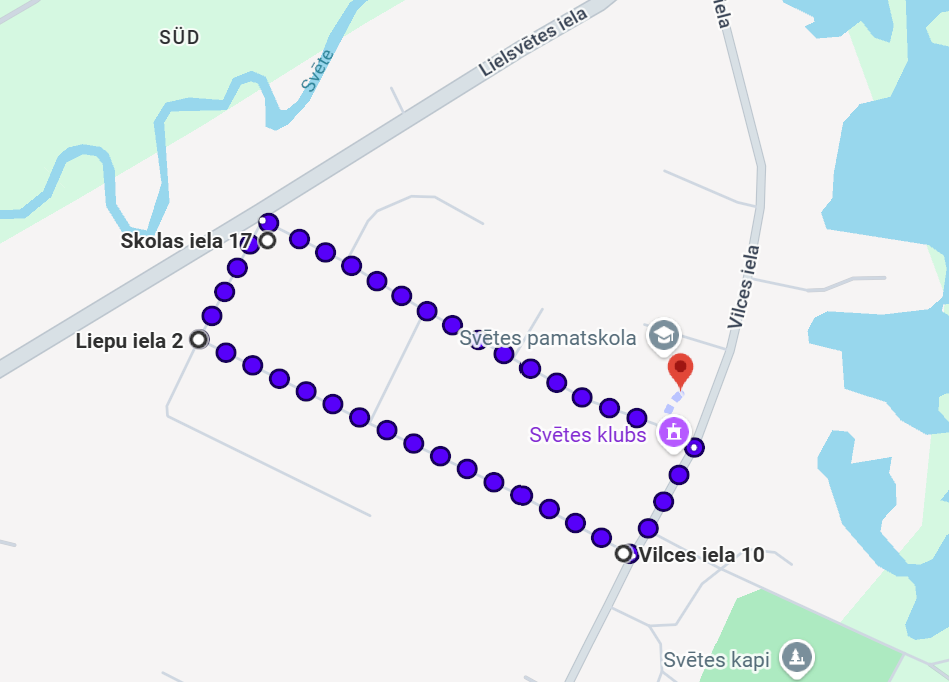 SÜD
Svēte
Lielsvētes iela
iela
Skolas iela 17
Vilces iela
Liepu iela 2
Svētes pamatskola
Svētes klubs
Vilces iela 10
Svētes kapi